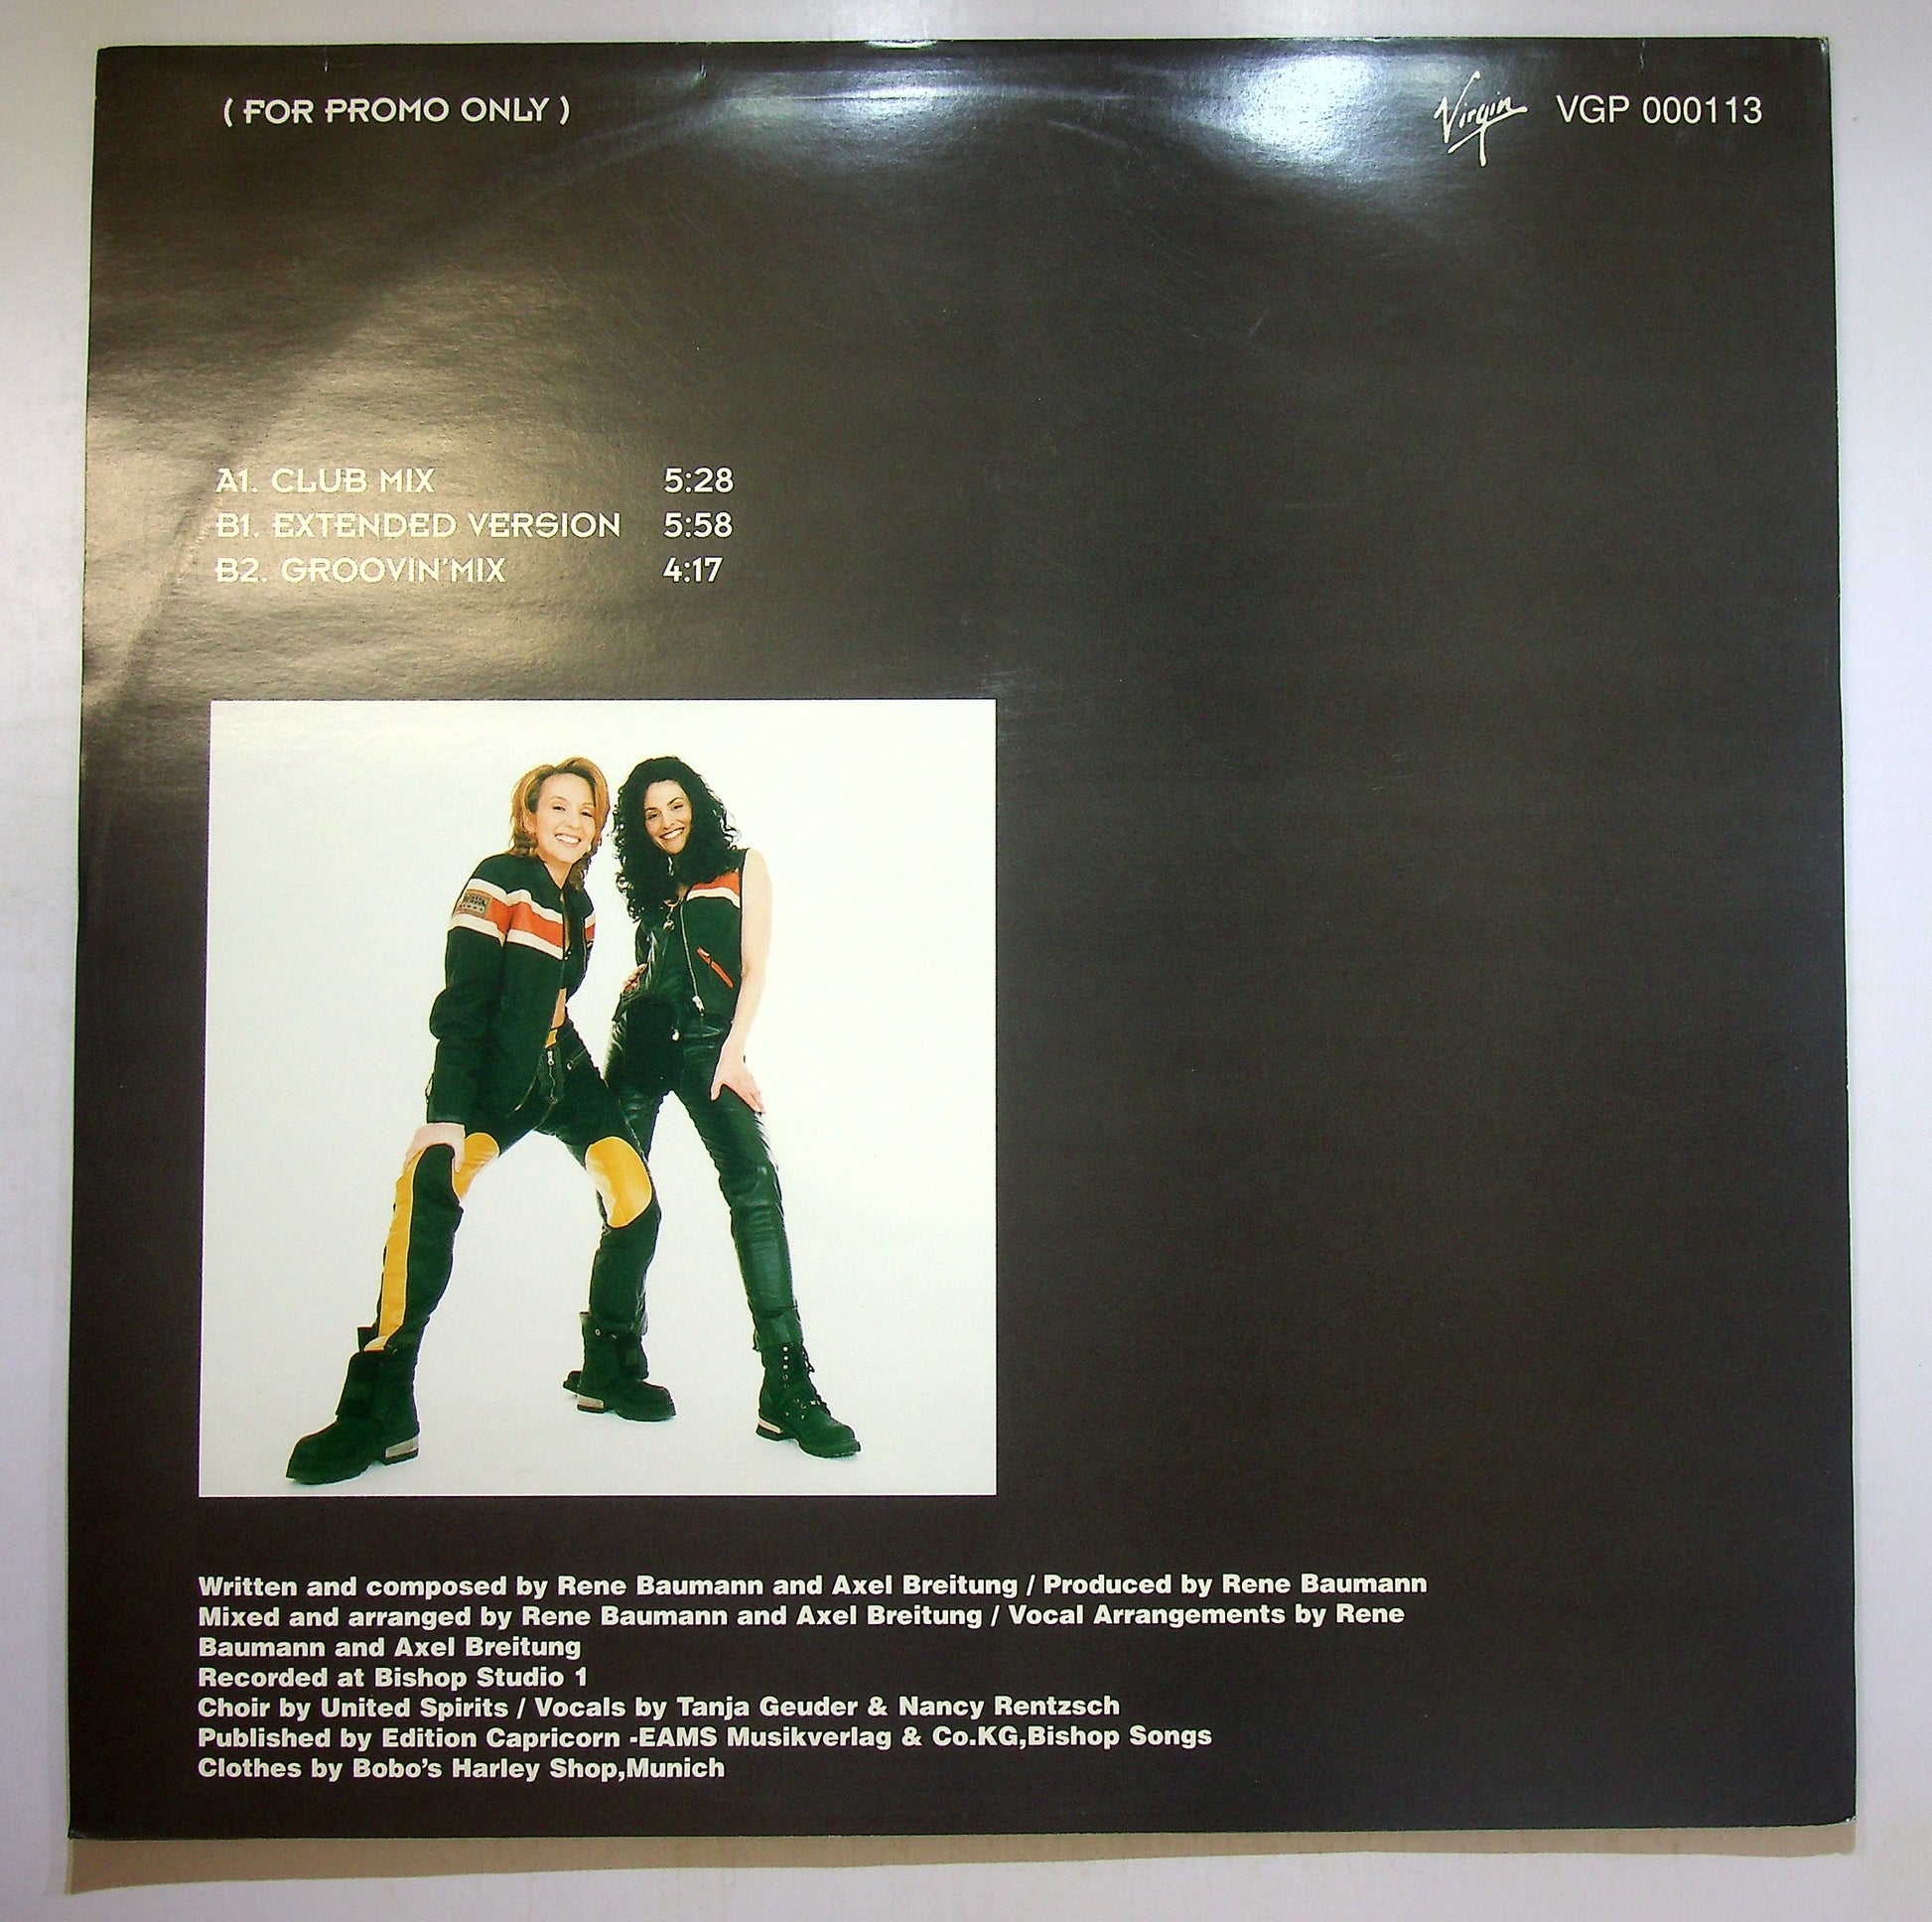 ( FOR PROMO ONLY )
Virgin VGP 000113
A1. CLUB MIX 5:28
B1. EXTENDED VERSION 5:58
B2. GROOVIN'MIX 4:17
Written and composed by Rene Baumann and Axel Breitung / Produced by Rene Baumann
Mixed and arranged by Rene Baumann and Axel Breitung / Vocal Arrangements by Rene
Baumann and Axel Breitung
Recorded at Bishop Studio 1
Choir by United Spirits / Vocals by Tanja Geuder & Nancy Rentzsch
Published by Edition Capricorn -EAMS Musikverlag & Co.KG,Bishop Songs
Clothes by Bobo's Harley Shop,Munich